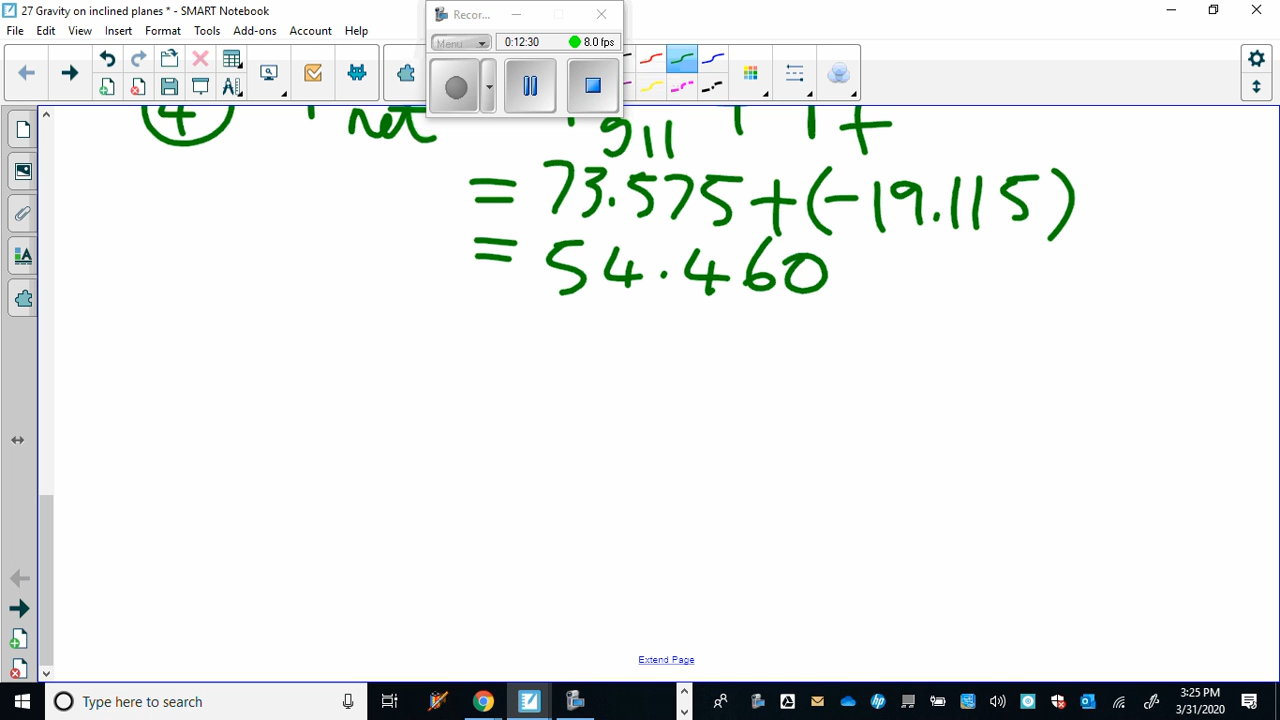 27 Gravity on inclined planes * - SMART Notebook
Recor...
File Edit View Insert Format Tools Add-ons Account Help
Menu
0:12:30
8.0 fps
④ F net = F g|| + F f
= 73.575 + (-19.115)
= 54.460
Extend Page
Type here to search
3:25 PM
3/31/2020